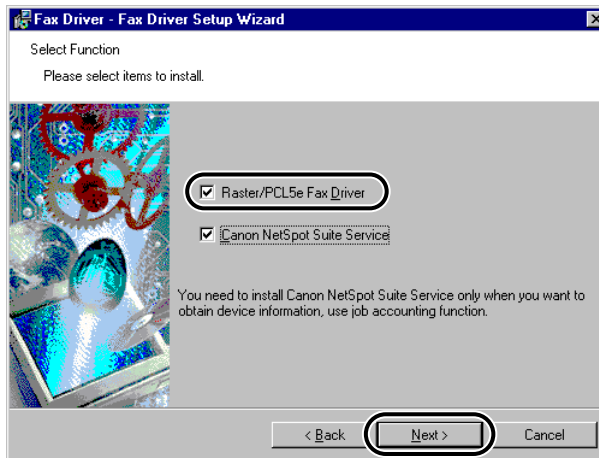 Fax Driver - Fax Driver Setup Wizard
Select Function
Please select items to install.
Raster/PCL5e Fax Driver
Canon NetSpot Suite Service
You need to install Canon NetSpot Suite Service only when you want to
obtain device information, use job accounting function.
< Back
Next >
Cancel